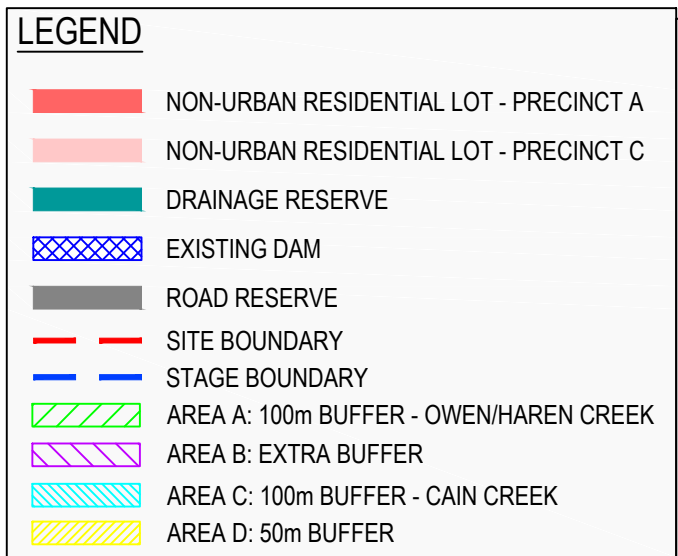 LEGEND
NON-URBAN RESIDENTIAL LOT - PRECINCT A
NON-URBAN RESIDENTIAL LOT - PRECINCT C
DRAINAGE RESERVE
EXISTING DAM
ROAD RESERVE
SITE BOUNDARY
STAGE BOUNDARY
AREA A: 100m BUFFER - OWEN/HAREN CREEK
AREA B: EXTRA BUFFER
AREA C: 100m BUFFER - CAIN CREEK
AREA D: 50m BUFFER